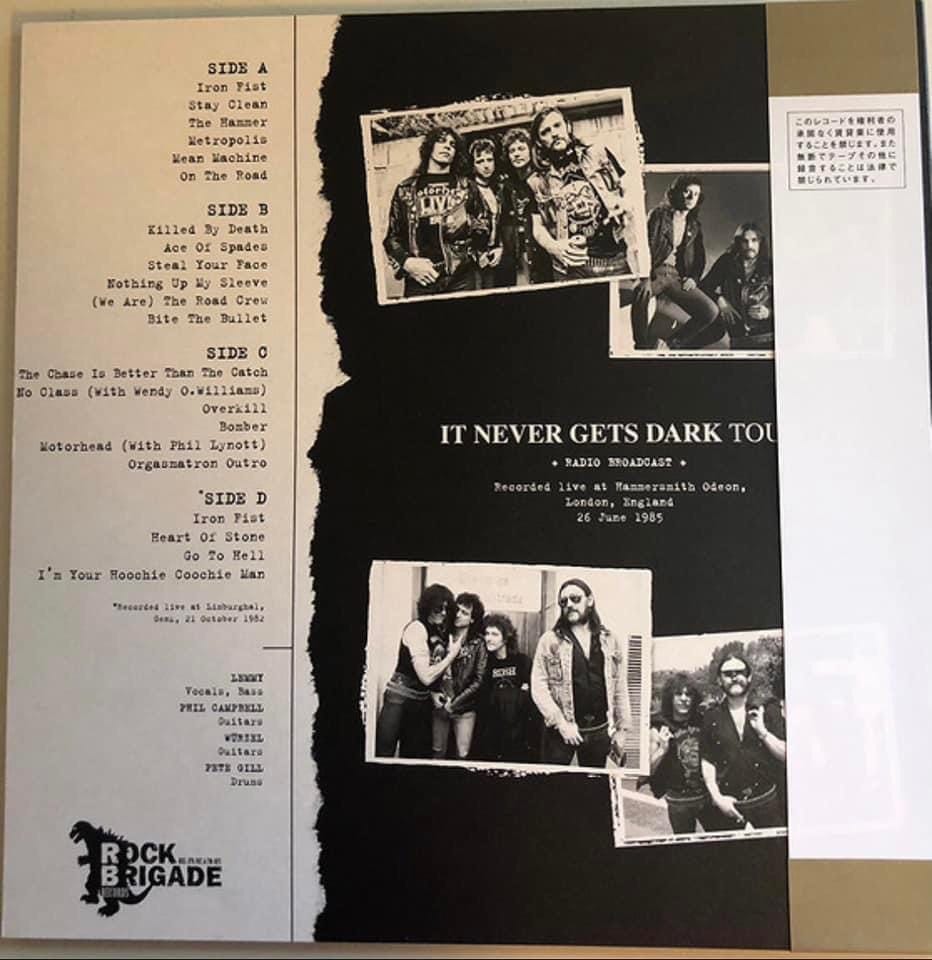 SIDE A
Iron Fist
Stay Clean
The Hammer
Metropolis
Mean Machine
On The Road
SIDE B
Killed By Death
Ace Of Spades
Steal Your Face
Nothing Up My Sleeve
(We Are) The Road Crew
Bite The Bullet
SIDE C
The Chase Is Better Than The Catch
No Class (With Wendy O.Williams)
Overkill
Bomber
Motorhead (With Phil Lynott)
Orgasmatron Outro
*SIDE D
Iron Fist
Heart Of Stone
Go To Hell
I'm Your Hoochie Coochie Man
*Recorded live at Limburghal,
Genk, 21 October 1982
LEMMY
Vocals, Bass
PHIL CAMPBELL
Guitars
WÜRZEL
Guitars
PETE GILL
Drums
ROCK
BRIGADE
RECORDS
Motörhead
LIVE
IT NEVER GETS DARK TOU
+ RADIO BROADCAST +
Recorded live at Hammersmith Odeon,
London, England
26 June 1985
RUSH
このレコードを権利者の
承諾なく賃貸業に使用
することを禁じます。また
無断でテープその他に
録音することは法律で
禁じられています。